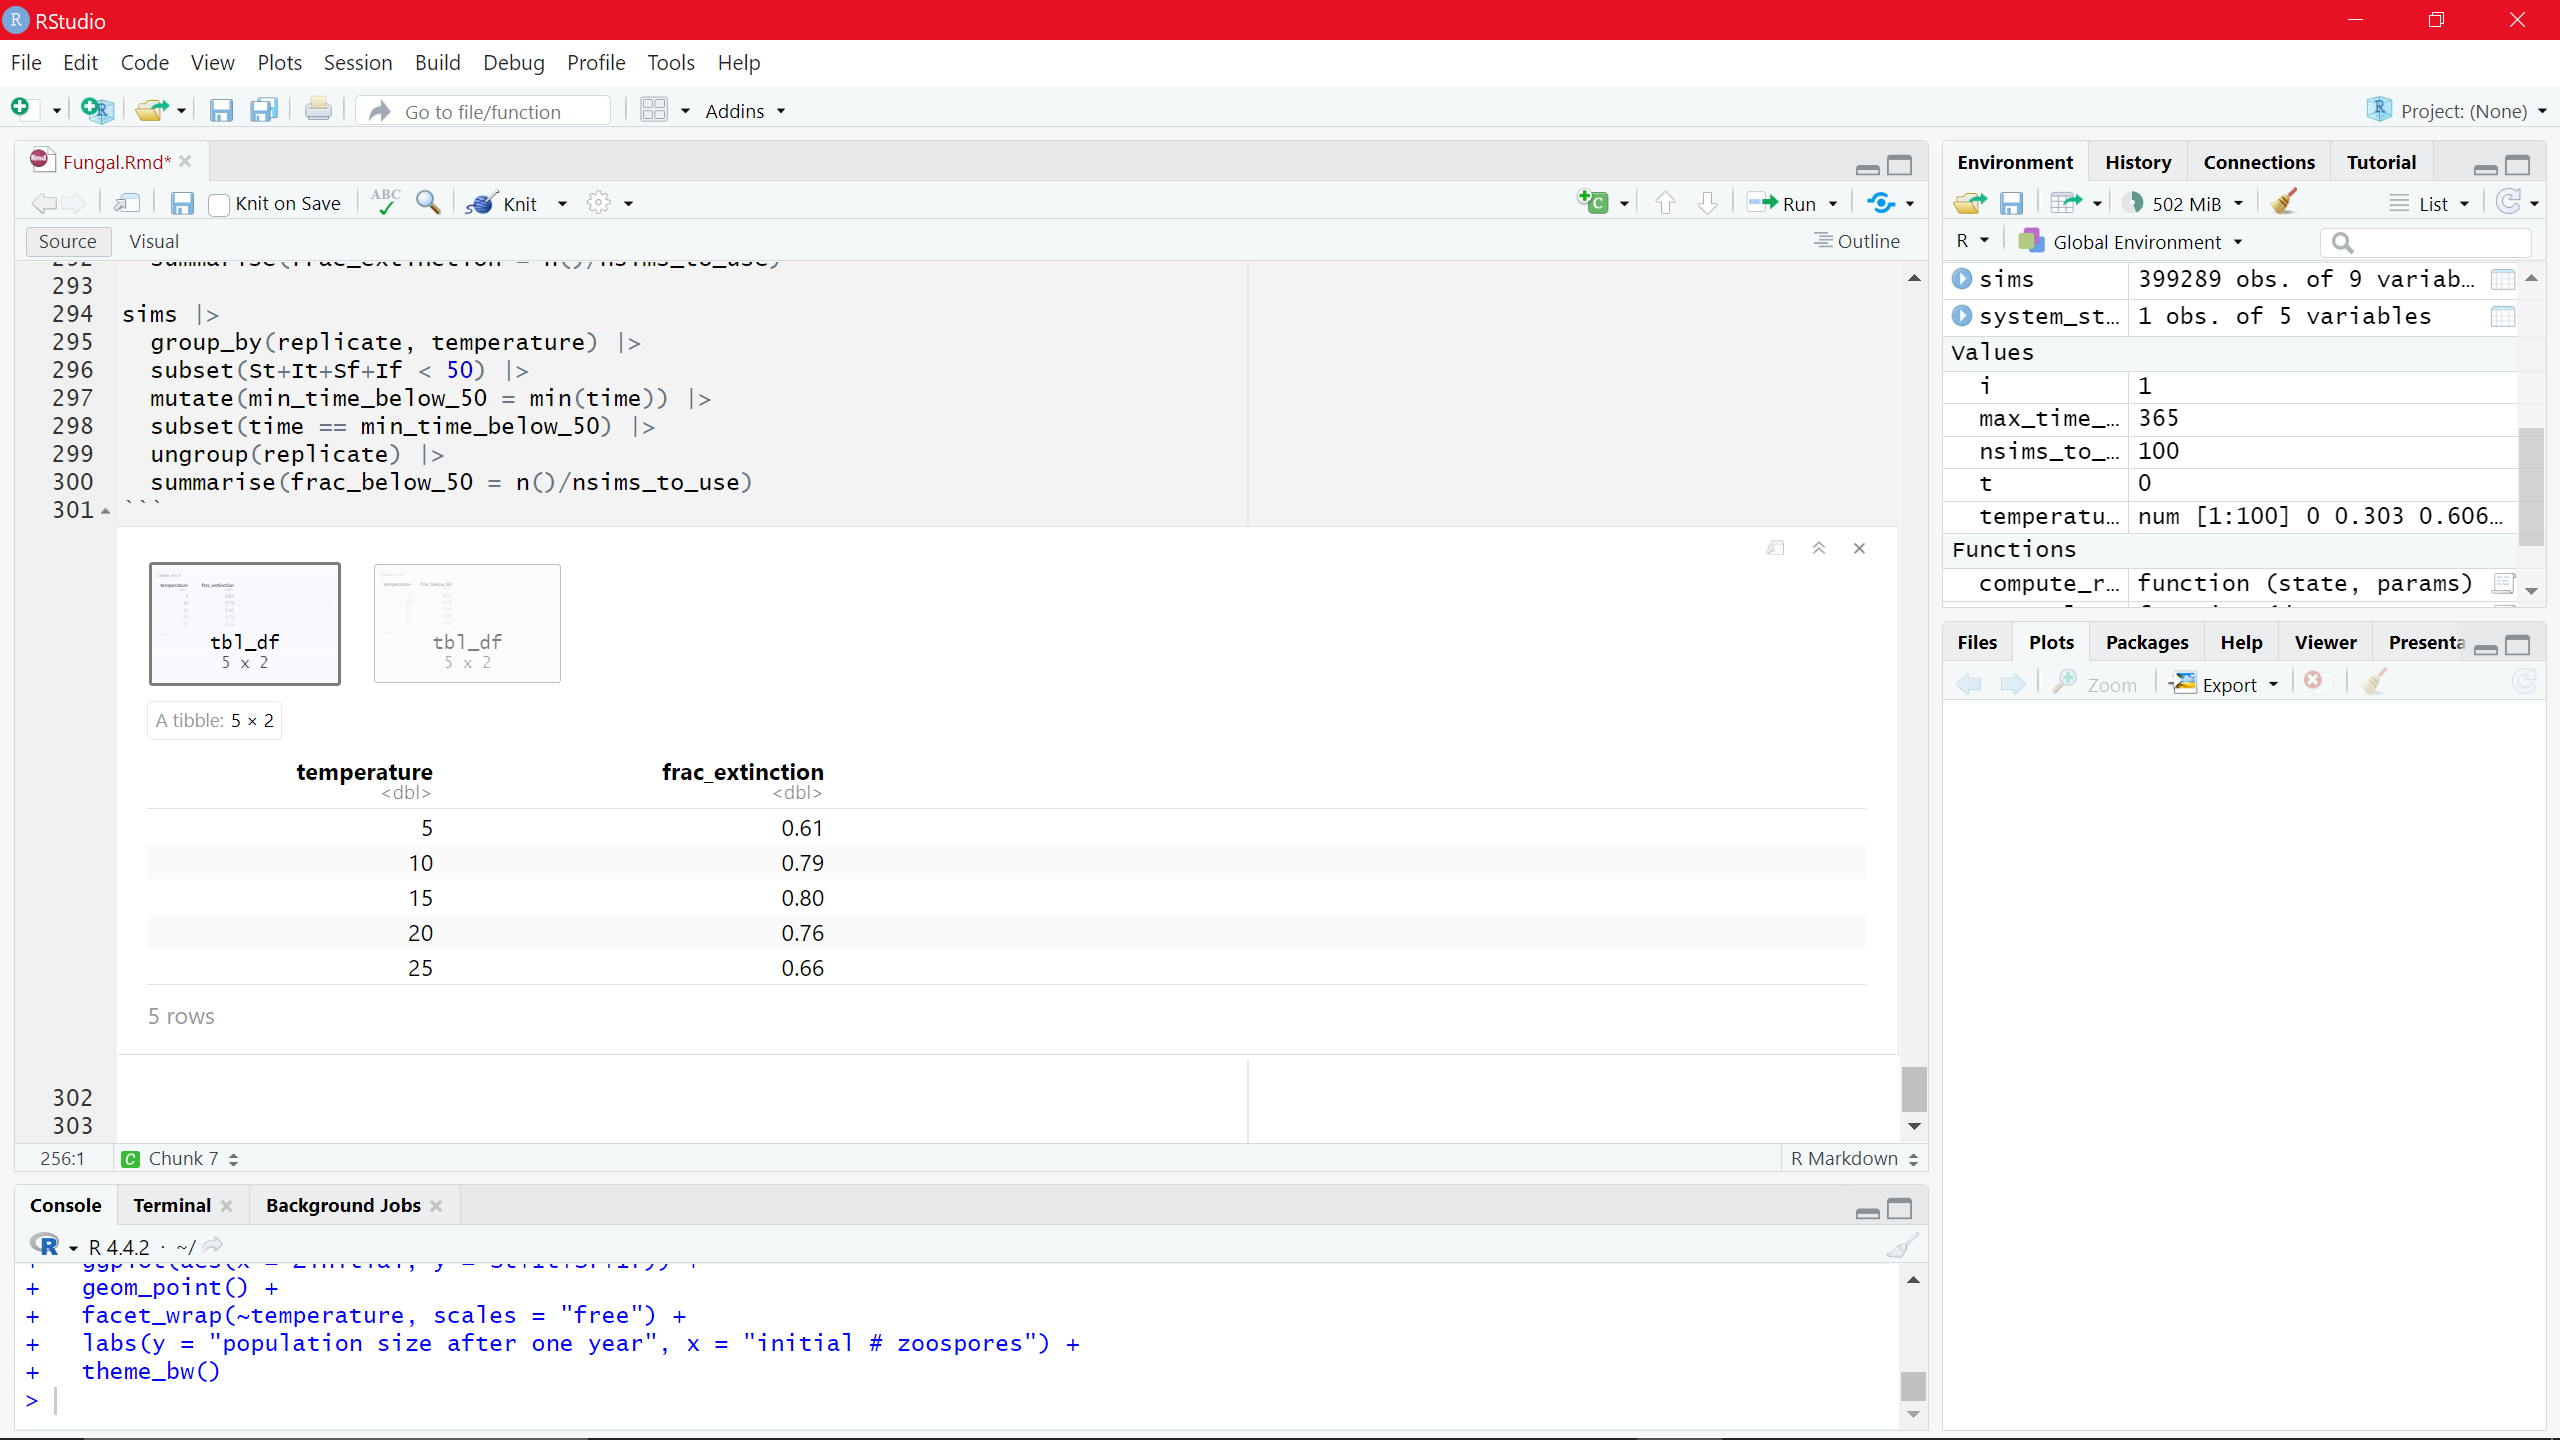 RStudio
File Edit Code View Plots Session Build Debug Profile Tools Help
Go to file/function Addins Project: (None)
Fungal.Rmd*
Knit on Save Knit Run
Source Visual Outline
292 summarise(frac_extinction = n()/nsims_to_use)
293
294 sims |>
295 group_by(replicate, temperature) |>
296 subset(St+It+Sf+If < 50) |>
297 mutate(min_time_below_50 = min(time)) |>
298 subset(time == min_time_below_50) |>
299 ungroup(replicate) |>
300 summarise(frac_below_50 = n()/nsims_to_use)
301 ```
tbl_df
5 x 2
tbl_df
5 x 2
A tibble: 5 × 2
temperature frac_extinction
<dbl> <dbl>
5 0.61
10 0.79
15 0.80
20 0.76
25 0.66
5 rows
302
303
256:1 Chunk 7 R Markdown
Console Terminal Background Jobs
R 4.4.2 · ~/
+ geom_point() +
+ facet_wrap(~temperature, scales = "free") +
+ labs(y = "population size after one year", x = "initial # zoospores") +
+ theme_bw()
>
Environment History Connections Tutorial
502 MiB List
R Global Environment
sims 399289 obs. of 9 variab…
system_st… 1 obs. of 5 variables
Values
i 1
max_time_… 365
nsims_to_… 100
t 0
temperatu… num [1:100] 0 0.303 0.606…
Functions
compute_r… function (state, params)
Files Plots Packages Help Viewer Presenta
Zoom Export